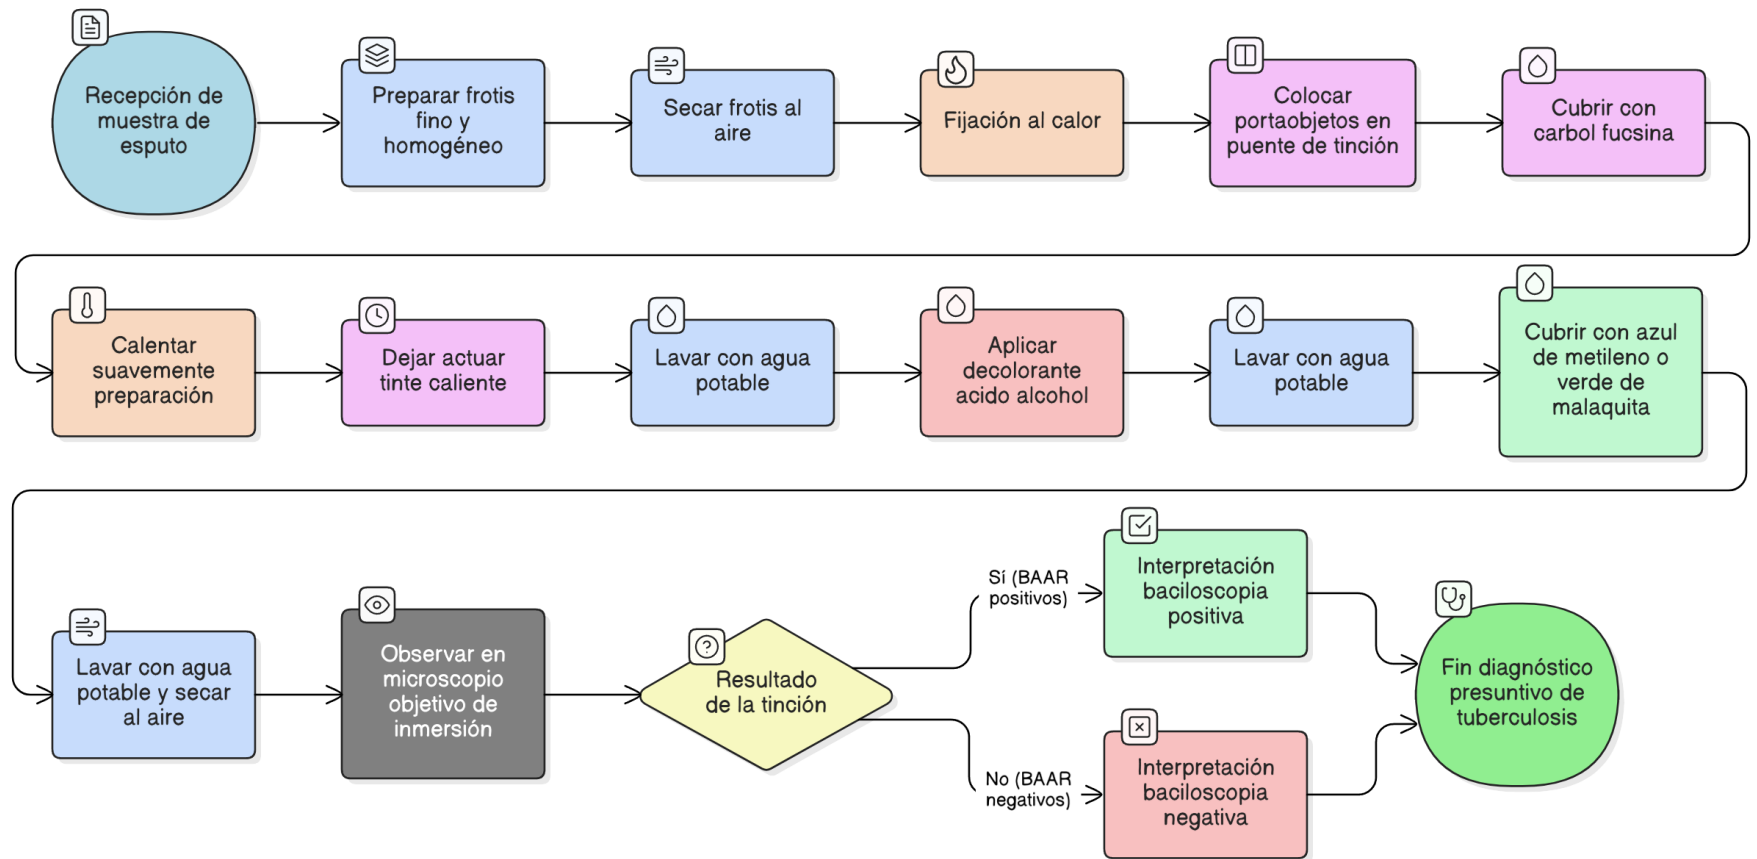 Recepción de
muestra de
esputo
Preparar frotis
fino y
homogéneo
Secar frotis al
aire
Fijación al calor
Colocar
portaobjetos en
puente de tinción
Cubrir con
carbol fucsina
Calentar
suavemente
preparación
Dejar actuar
tinte caliente
Lavar con agua
potable
Aplicar
decolorante
acido alcohol
Lavar con agua
potable
Cubrir con azul
de metileno o
verde de
malaquita
Lavar con agua
potable y secar
al aire
Observar en
microscopio
objetivo de
inmersión
Resultado
de la tinción
Sí (BAAR
positivos)
Interpretación
baciloscopia
positiva
No (BAAR
negativos)
Interpretación
baciloscopia
negativa
Fin diagnóstico
presuntivo de
tuberculosis